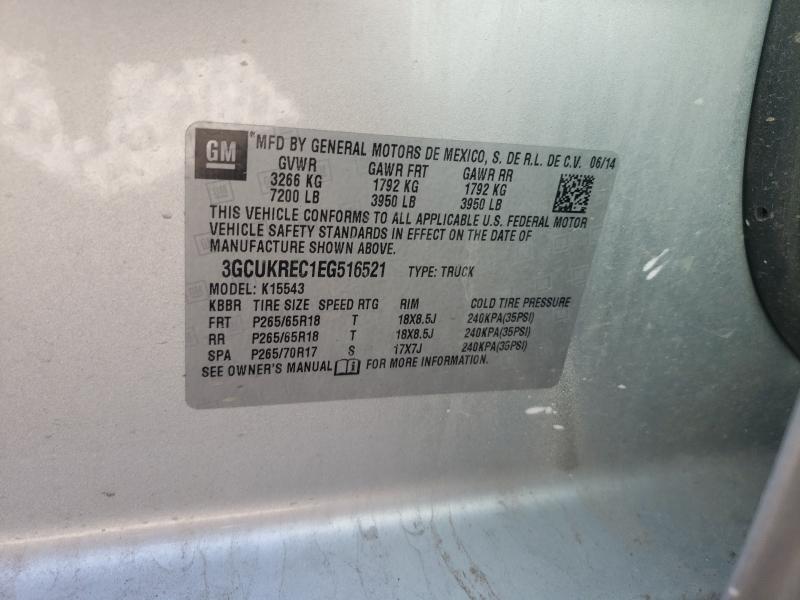 GM
*MFD BY GENERAL MOTORS DE MEXICO, S. DE R.L. DE C.V. 06/14
GVWR GAWR FRT GAWR RR
3266 KG 1792 KG 1792 KG
7200 LB 3950 LB 3950 LB
THIS VEHICLE CONFORMS TO ALL APPLICABLE U.S. FEDERAL MOTOR
VEHICLE SAFETY STANDARDS IN EFFECT ON THE DATE OF
MANUFACTURE SHOWN ABOVE.
3GCUKREC1EG516521 TYPE: TRUCK
MODEL: K15543
KBBR TIRE SIZE SPEED RTG RIM COLD TIRE PRESSURE
FRT P265/65R18 T 18X8.5J 240KPA(35PSI)
RR P265/65R18 T 18X8.5J 240KPA(35PSI)
SPA P265/70R17 S 17X7J 240KPA(35PSI)
SEE OWNER'S MANUAL i FOR MORE INFORMATION.